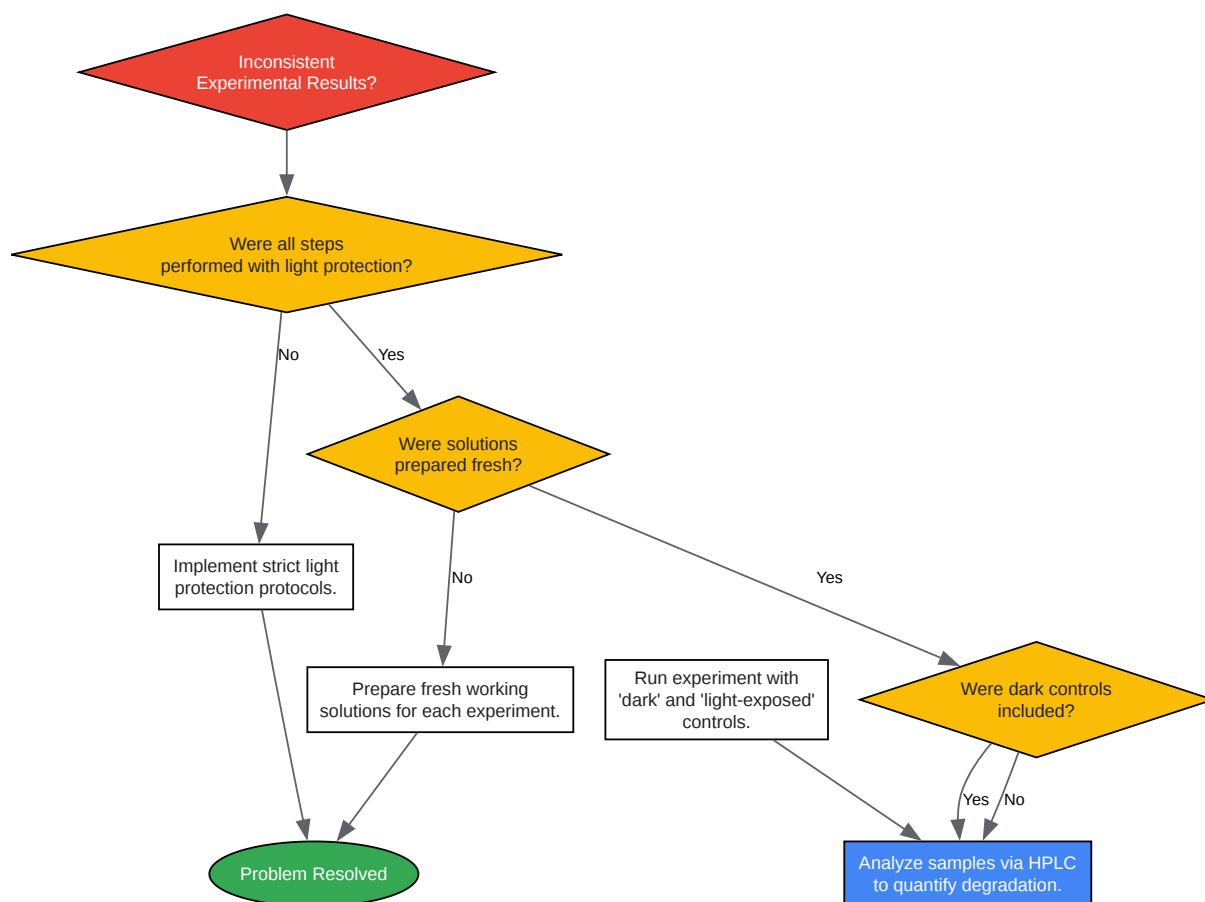 Inconsistent
Experimental Results?
Were all steps
performed with light protection?
No
Yes
Were solutions
prepared fresh?
Implement strict light
protection protocols.
No
Yes
Prepare fresh working
solutions for each experiment.
Run experiment with
'dark' and 'light-exposed'
controls.
Were dark controls
included?
Yes
No
Problem Resolved
Analyze samples via HPLC
to quantify degradation.